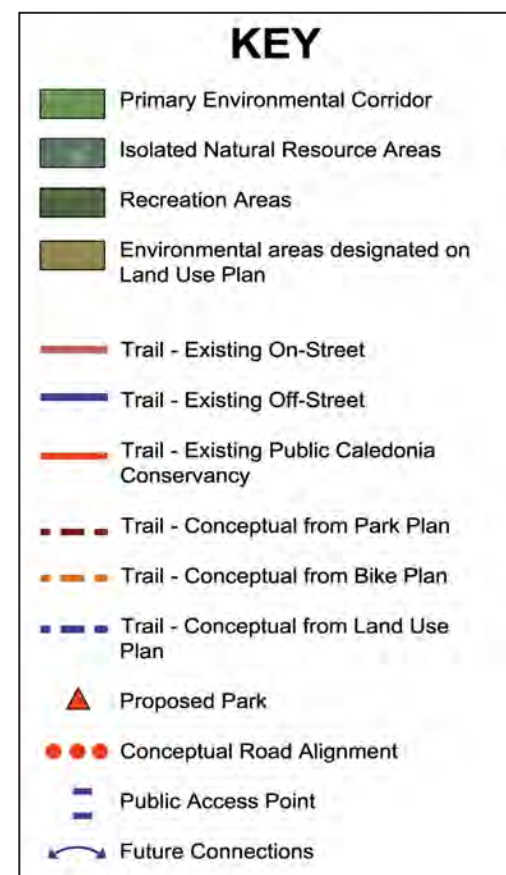 KEY
Primary Environmental Corridor
Isolated Natural Resource Areas
Recreation Areas
Environmental areas designated on
Land Use Plan
Trail - Existing On-Street
Trail - Existing Off-Street
Trail - Existing Public Caledonia
Conservancy
Trail - Conceptual from Park Plan
Trail - Conceptual from Bike Plan
Trail - Conceptual from Land Use
Plan
Proposed Park
Conceptual Road Alignment
Public Access Point
Future Connections